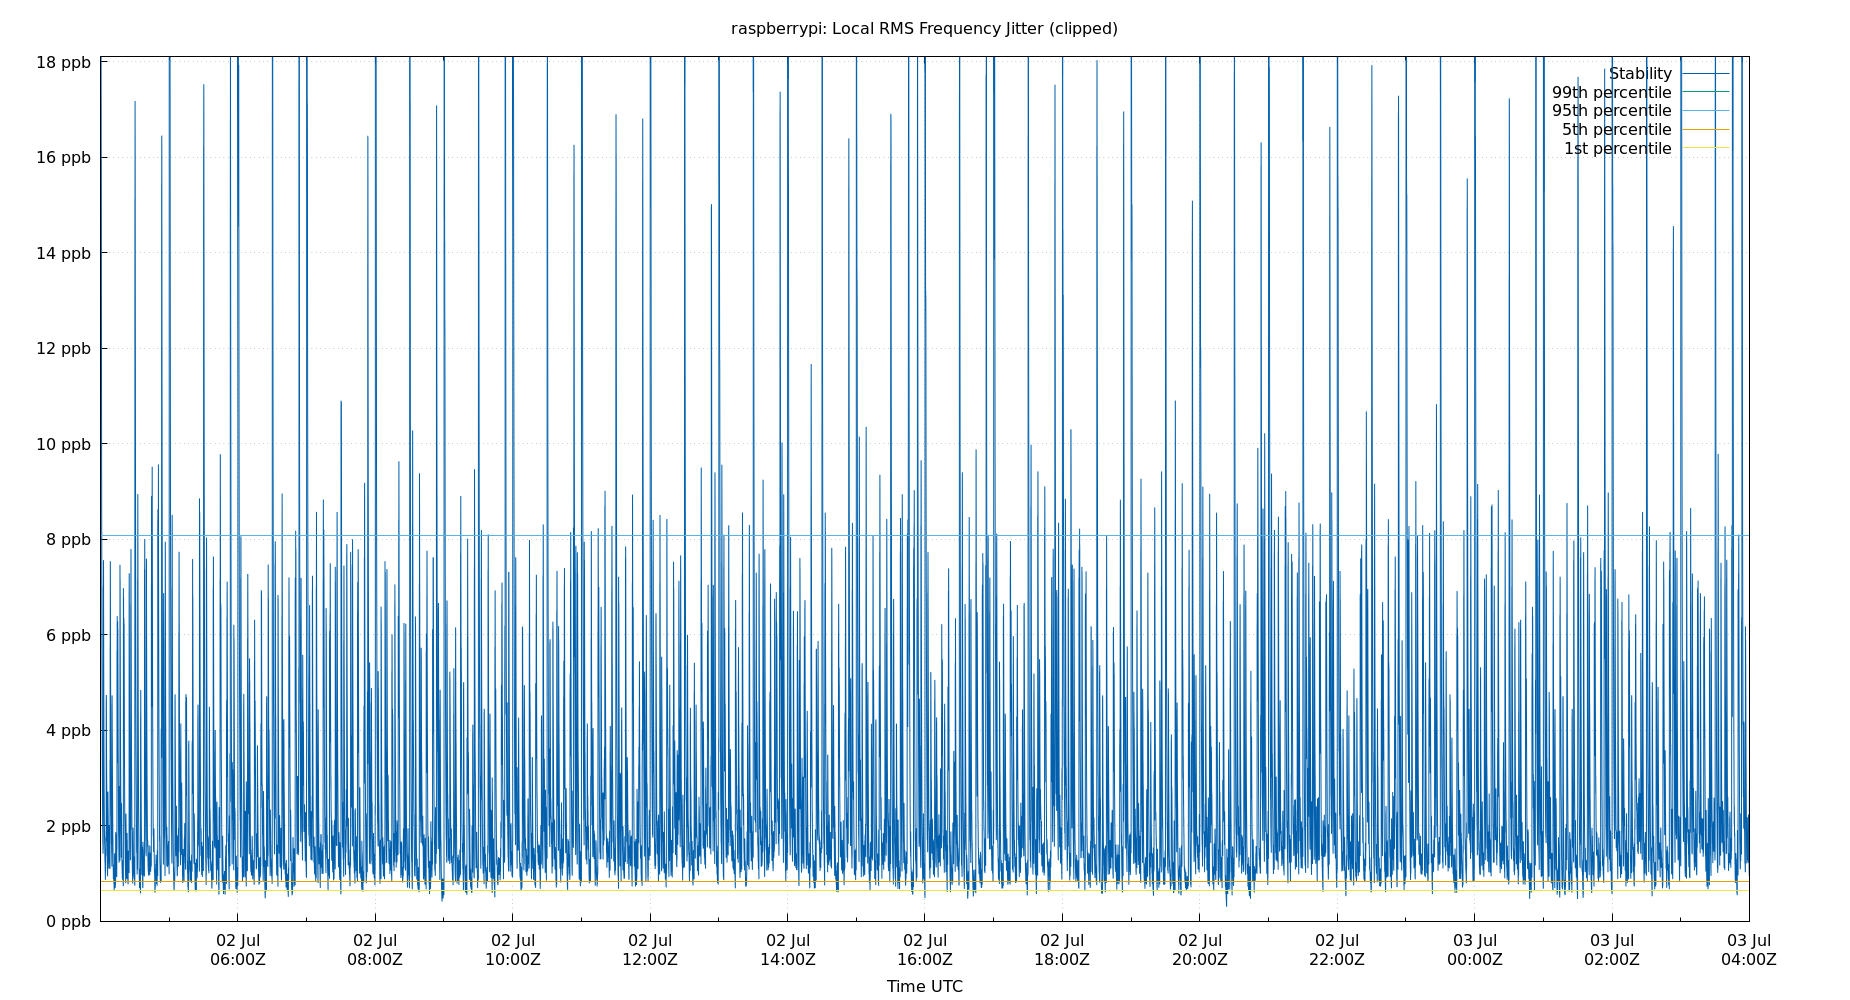 raspberrypi: Local RMS Frequency Jitter (clipped)
18 ppb
16 ppb
14 ppb
12 ppb
10 ppb
8 ppb
6 ppb
4 ppb
2 ppb
0 ppb
Stability
99th percentile
95th percentile
5th percentile
1st percentile
02 Jul 02 Jul 02 Jul 02 Jul 02 Jul 02 Jul 02 Jul 02 Jul 02 Jul 03 Jul 03 Jul 03 Jul
06:00Z 08:00Z 10:00Z 12:00Z 14:00Z 16:00Z 18:00Z 20:00Z 22:00Z 00:00Z 02:00Z 04:00Z
Time UTC